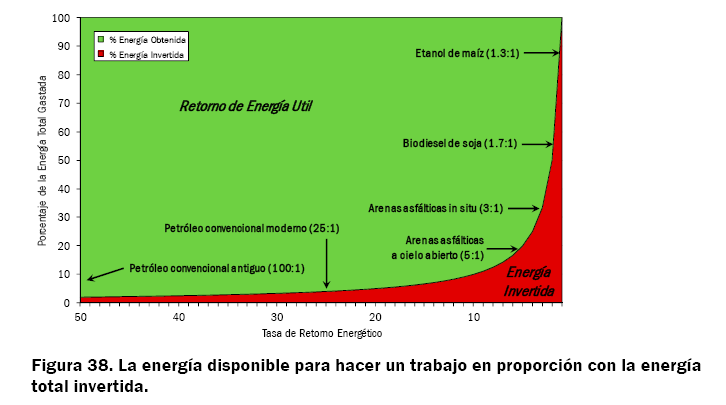 100
90
80
70
60
50
40
30
20
10
0
Porcentaje de la Energía Total Gastada
% Energía Obtenida
% Energía Invertida
Retorno de Energía Util
Etanol de maíz (1.3:1)
Biodiesel de soja (1.7:1)
Arenas asfálticas in situ (3:1)
Petróleo convencional moderno (25:1)
Arenas asfálticas
a cielo abierto (5:1)
Petróleo convencional antiguo (100:1)
Energía
Invertida
50 40 30 20 10
Tasa de Retorno Energético
Figura 38. La energía disponible para hacer un trabajo en proporción con la energía
total invertida.